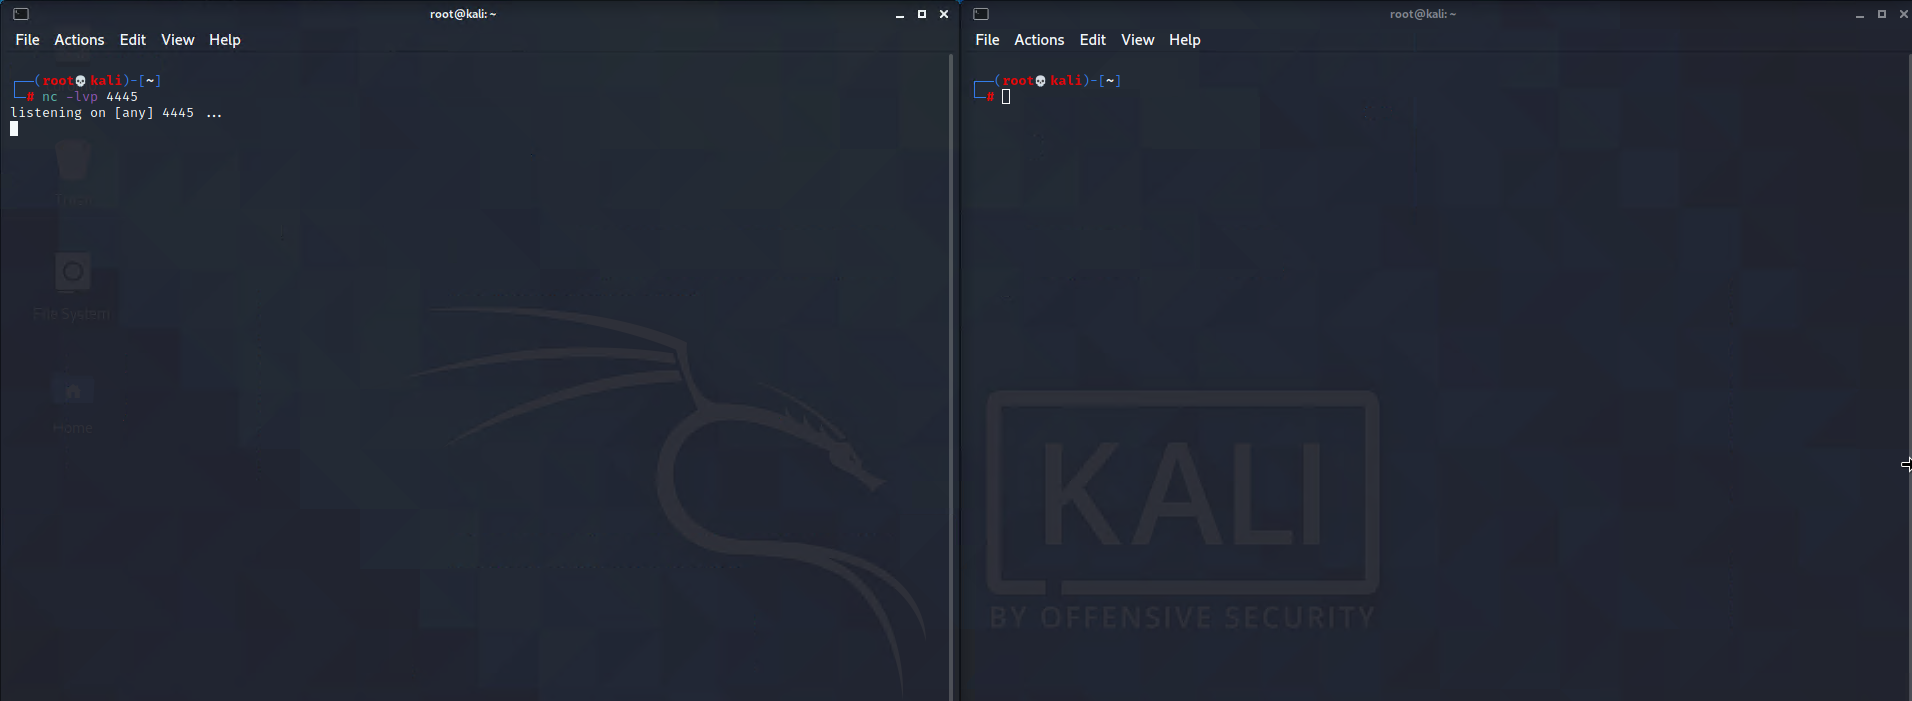 root@kali: ~
File Actions Edit View Help
┌──(root💀kali)-[~]
└─# nc -lvp 4445
listening on [any] 4445 ...
Trash
File System
Home
root@kali: ~
File Actions Edit View Help
┌──(root💀kali)-[~]
└─#
KALI
BY OFFENSIVE SECURITY